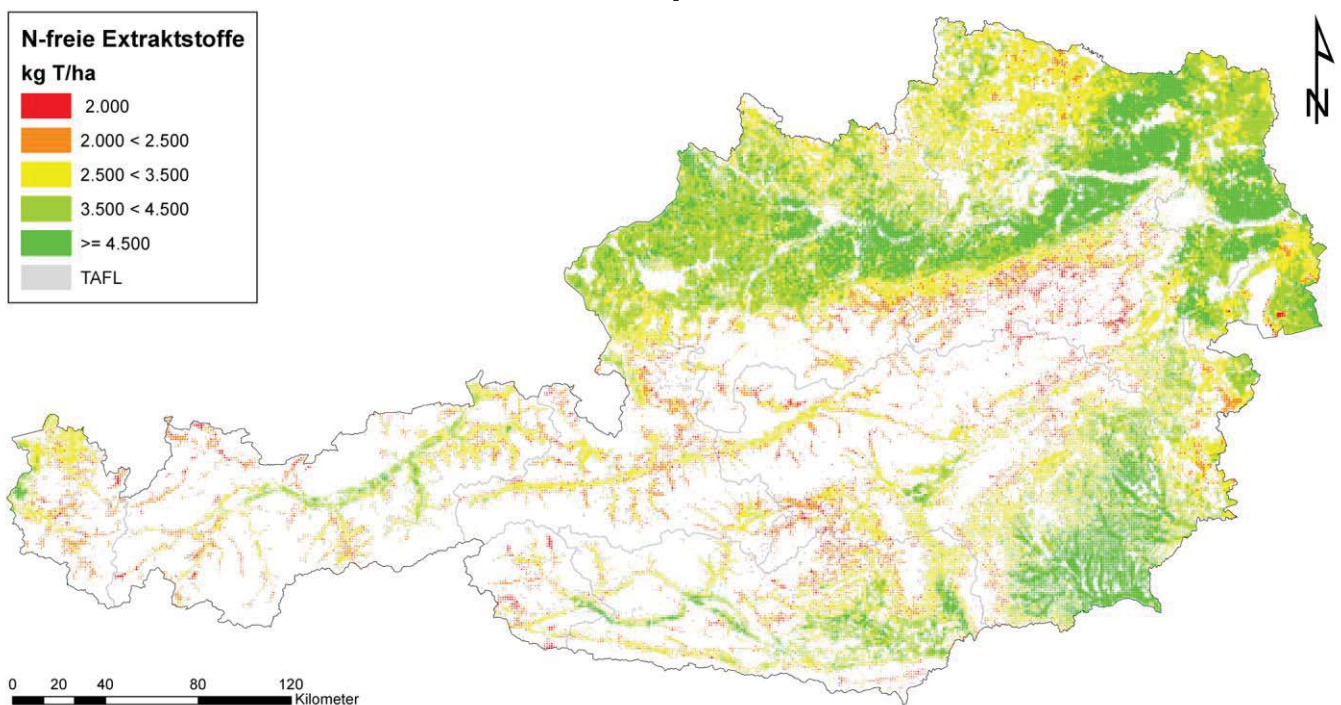 N-freie Extraktstoffe
kg T/ha
2.000
2.000 < 2.500
2.500 < 3.500
3.500 < 4.500
>= 4.500
TAFL
N
0 20 40 80 120
Kilometer